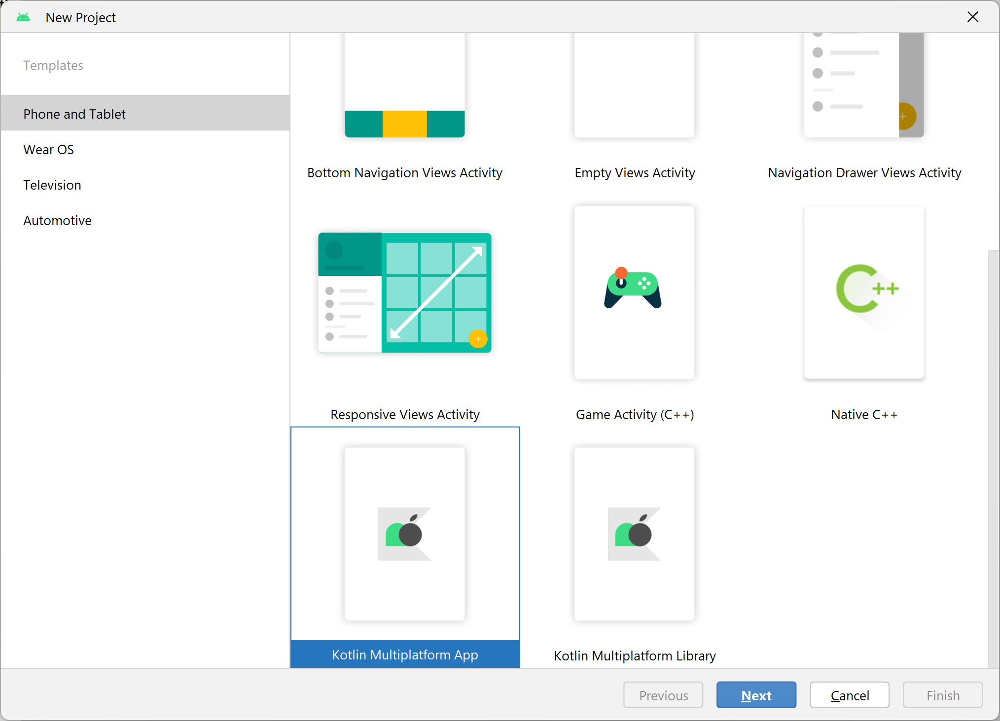 New Project
Templates
Phone and Tablet
Wear OS
Television
Automotive
Bottom Navigation Views Activity
Empty Views Activity
Navigation Drawer Views Activity
C++
Responsive Views Activity
Game Activity (C++)
Native C++
Kotlin Multiplatform App
Kotlin Multiplatform Library
Previous
Next
Cancel
Finish